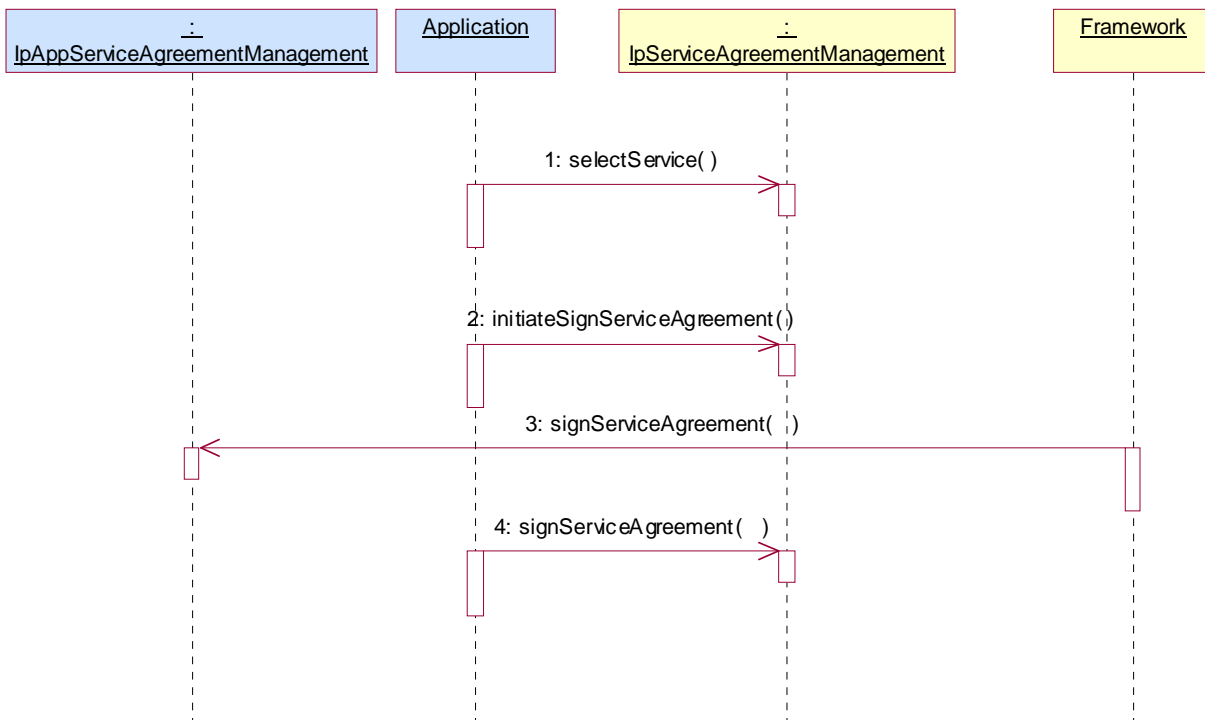 :
IpAppServiceAgreementManagement
Application
:
IpServiceAgreementManagement
Framework
1: selectService( )
2: initiateSignServiceAgreement( )
3: signServiceAgreement( )
4: signServiceAgreement( )